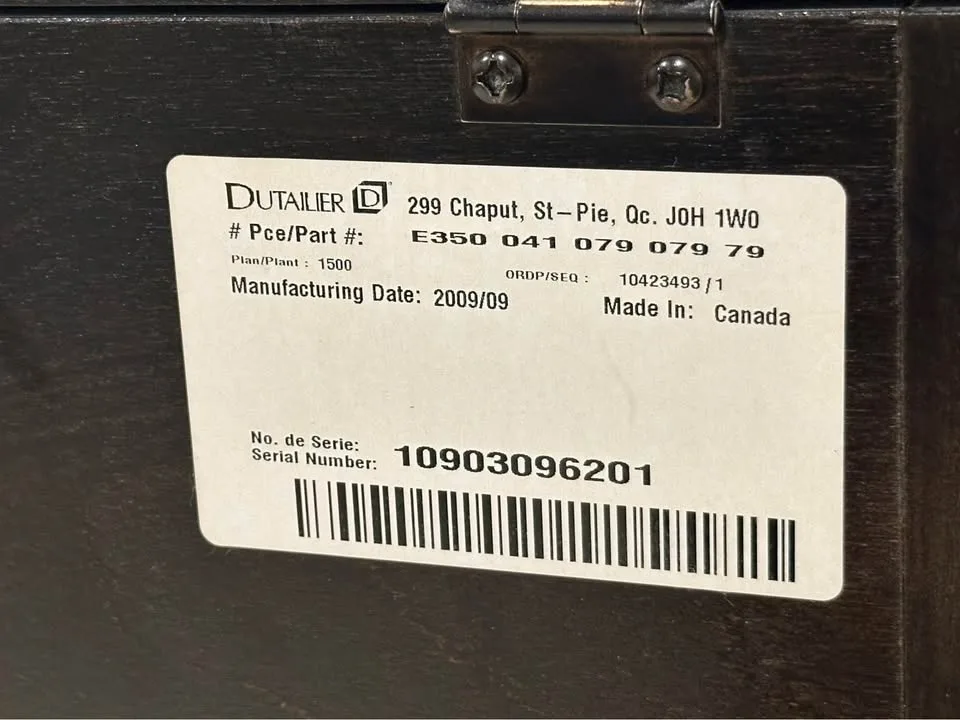 DUTAILIER D 299 Chaput, St-Pie, Qc. J0H 1W0
# Pce/Part #: E350 041 079 079 79
Plan/Plant : 1500 ORDP/SEQ : 10423493/1
Manufacturing Date: 2009/09 Made In: Canada
No. de Serie:
Serial Number: 10903096201